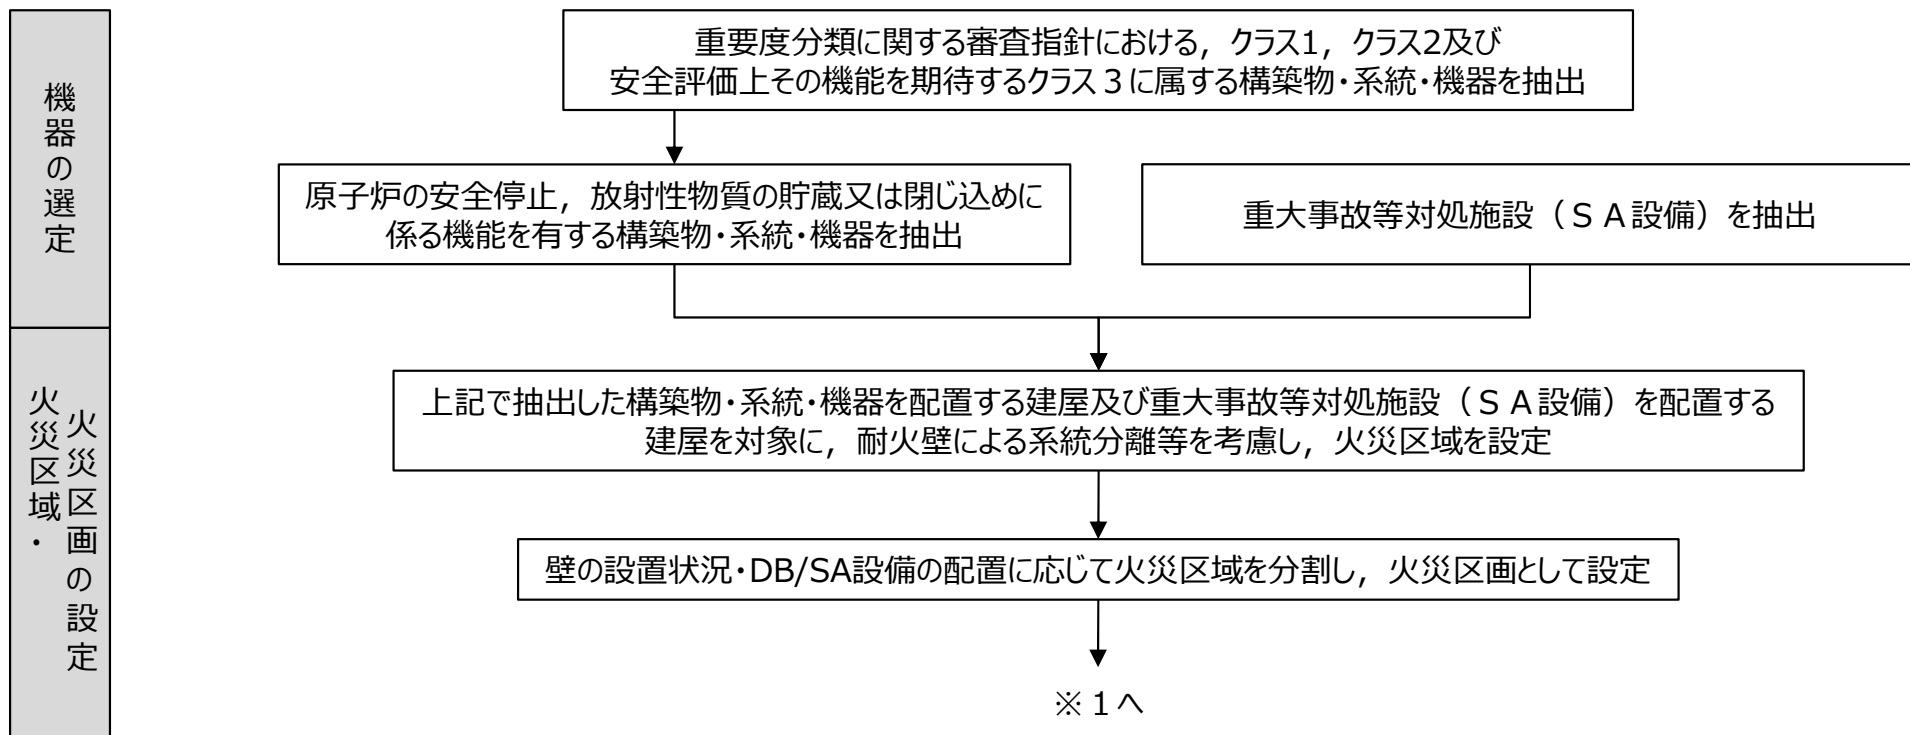 機器の選定
重要度分類に関する審査指針における，クラス1，クラス2及び
安全評価上その機能を期待するクラス３に属する構築物・系統・機器を抽出
原子炉の安全停止，放射性物質の貯蔵又は閉じ込めに
係る機能を有する構築物・系統・機器を抽出
重大事故等対処施設（ＳＡ設備）を抽出
火災区域・
火災区画の設定
上記で抽出した構築物・系統・機器を配置する建屋及び重大事故等対処施設（ＳＡ設備）を配置する
建屋を対象に，耐火壁による系統分離等を考慮し，火災区域を設定
壁の設置状況・DB/SA設備の配置に応じて火災区域を分割し，火災区画として設定
※１へ